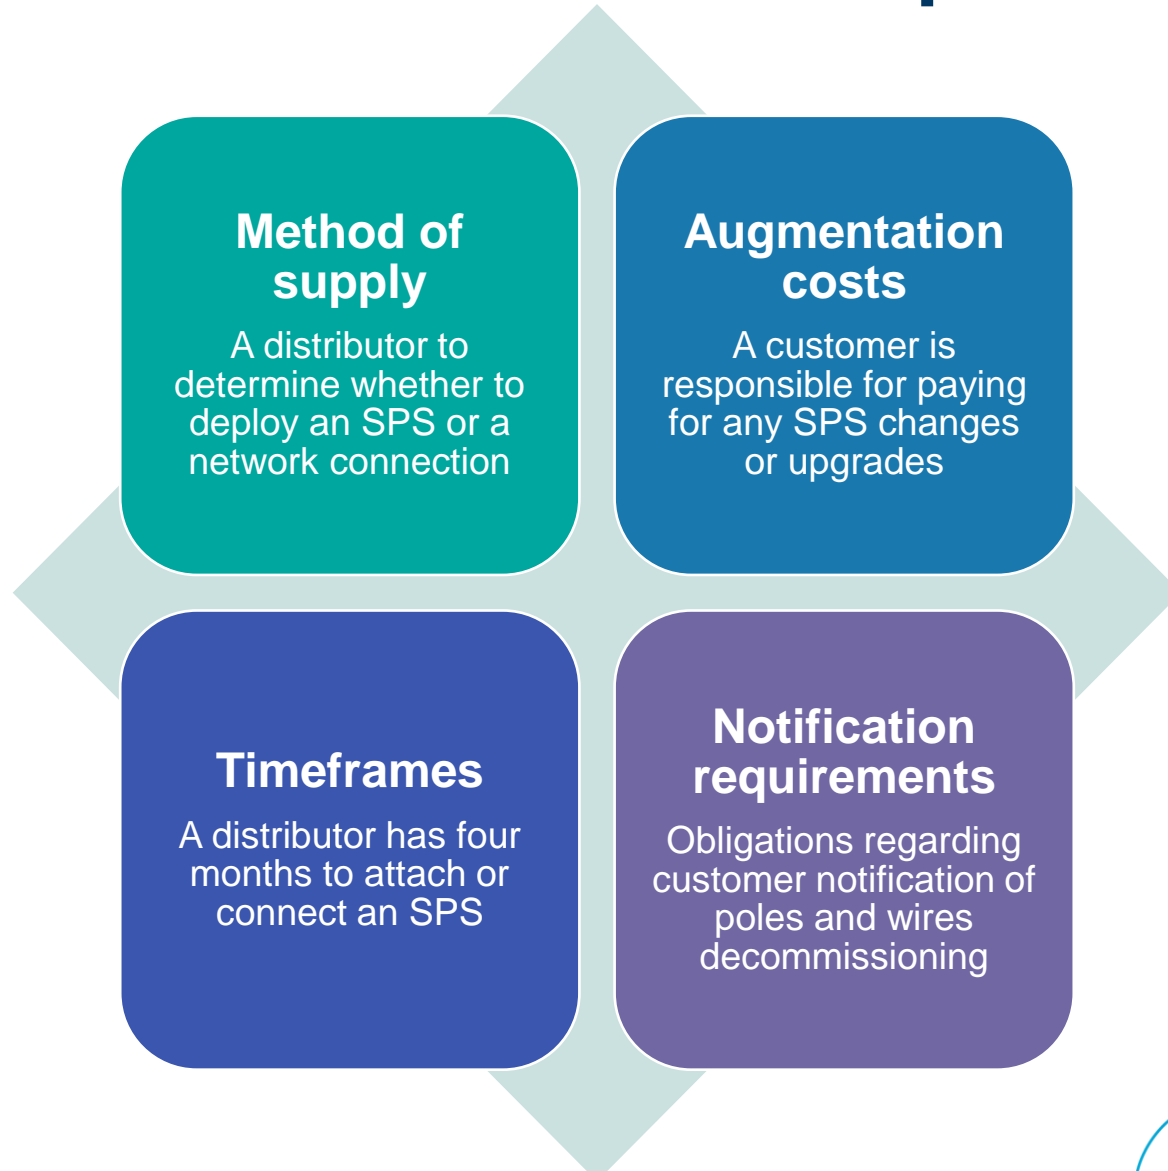 Method of
supply
A distributor to
determine whether to
deploy an SPS or a
network connection
Augmentation
costs
A customer is
responsible for paying
for any SPS changes
or upgrades
Timeframes
A distributor has four
months to attach or
connect an SPS
Notification
requirements
Obligations regarding
customer notification of
poles and wires
decommissioning